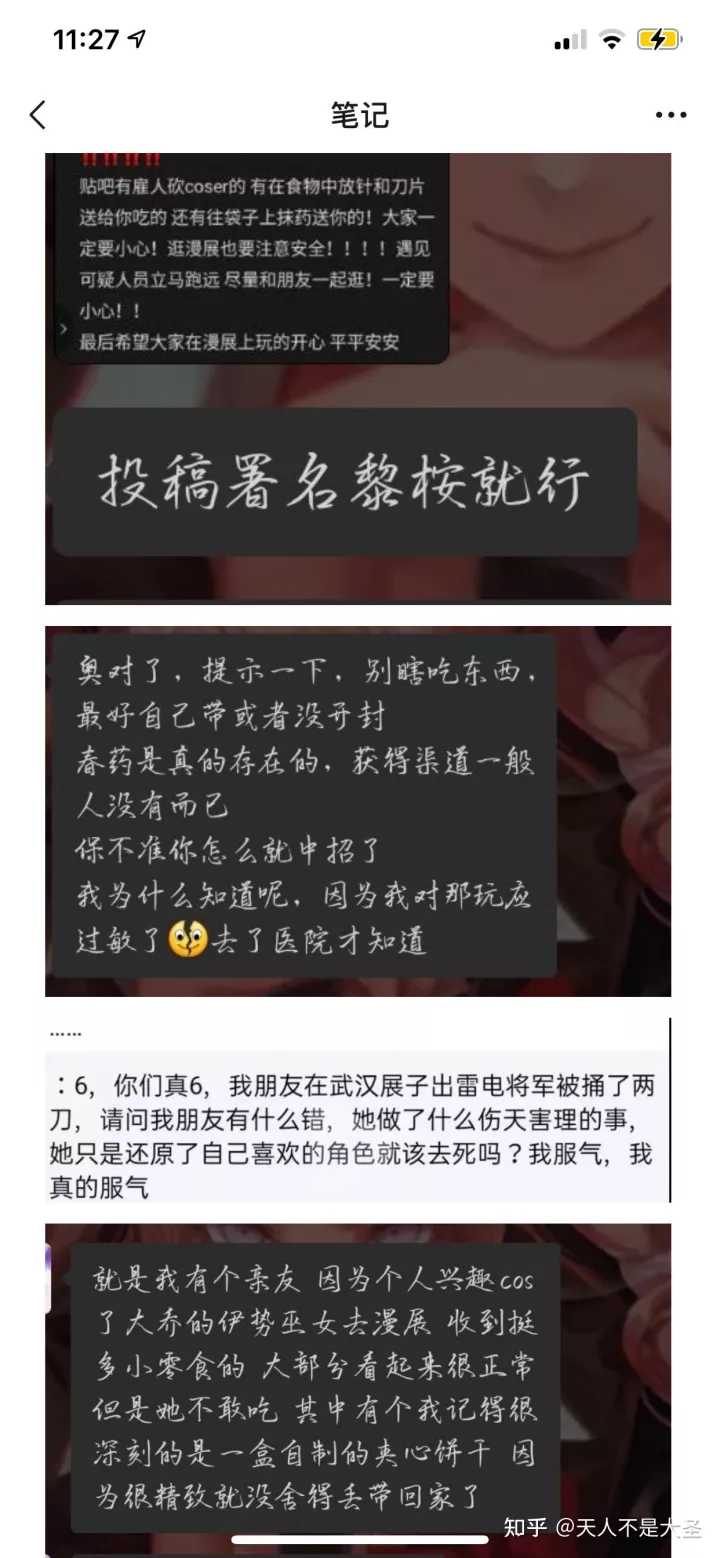 11:27
笔记
!! !! !! !!
贴吧有雇人砍coser的 有在食物中放针和刀片
送给你吃的 还有往袋子上抹药送你的！大家一
定要小心！逛漫展也要注意安全！！！！遇见
可疑人员立马跑远 尽量和朋友一起逛！一定要
小心！！
最后希望大家在漫展上玩的开心 平平安安
投稿署名黎桉就行
奥对了，提示一下，别瞎吃东西，
最好自己带或者没开封
春药是真的存在的，获得渠道一般
人没有而已
保不准你怎么就中招了
我为什么知道呢，因为我对那玩应
过敏了去了医院才知道
……
：6，你们真6，我朋友在武汉展子出雷电将军被捅了两
刀，请问我朋友有什么错，她做了什么伤天害理的事，
她只是还原了自己喜欢的角色就该去死吗？我服气，我
真的服气
就是我有个亲友 因为个人兴趣cos
了大乔的伊势巫女去漫展 收到挺
多小零食的 大部分看起来很正常
但是她不敢吃 其中有个我记得很
深刻的是一盒自制的夹心饼干 因
为很精致就没舍得丢带回家了
知乎 @天人不是大圣